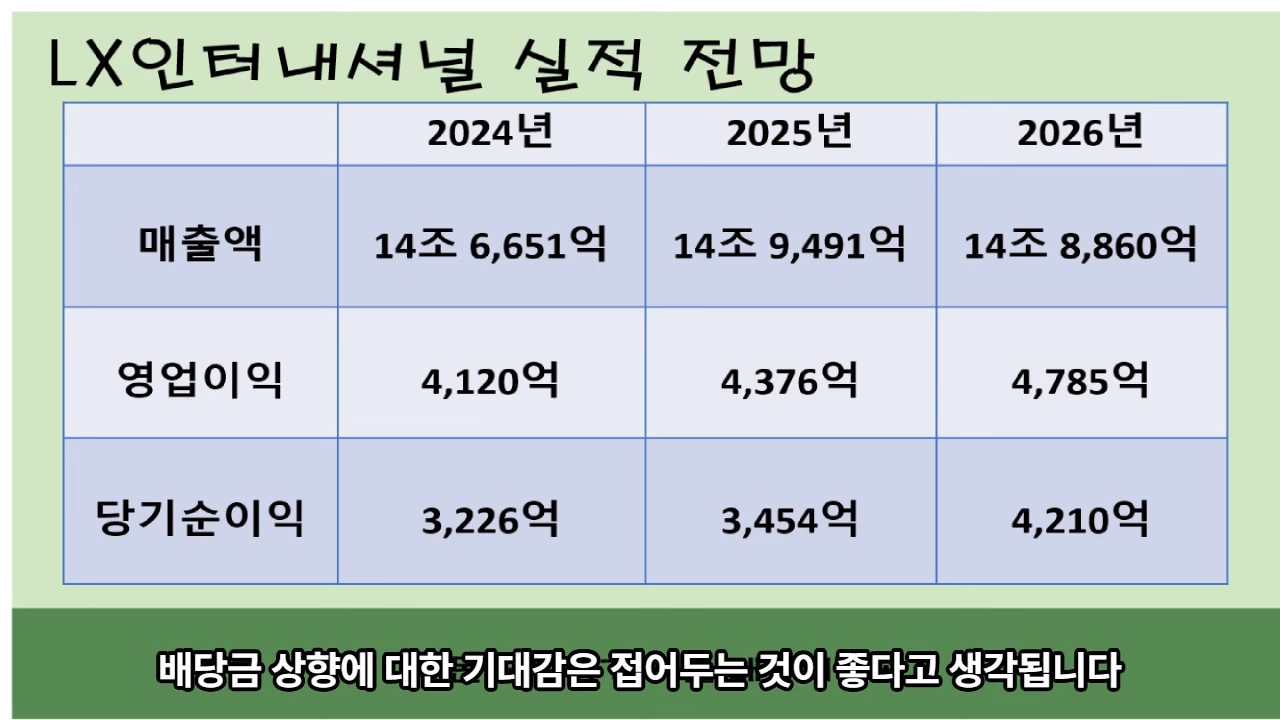 LX인터내셔널 실적 전망
2024년 2025년 2026년
매출액 14조 6,651억 14조 9,491억 14조 8,860억
영업이익 4,120억 4,376억 4,785억
당기순이익 3,226억 3,454억 4,210억
배당금 상향에 대한 기대감은 접어두는 것이 좋다고 생각됩니다